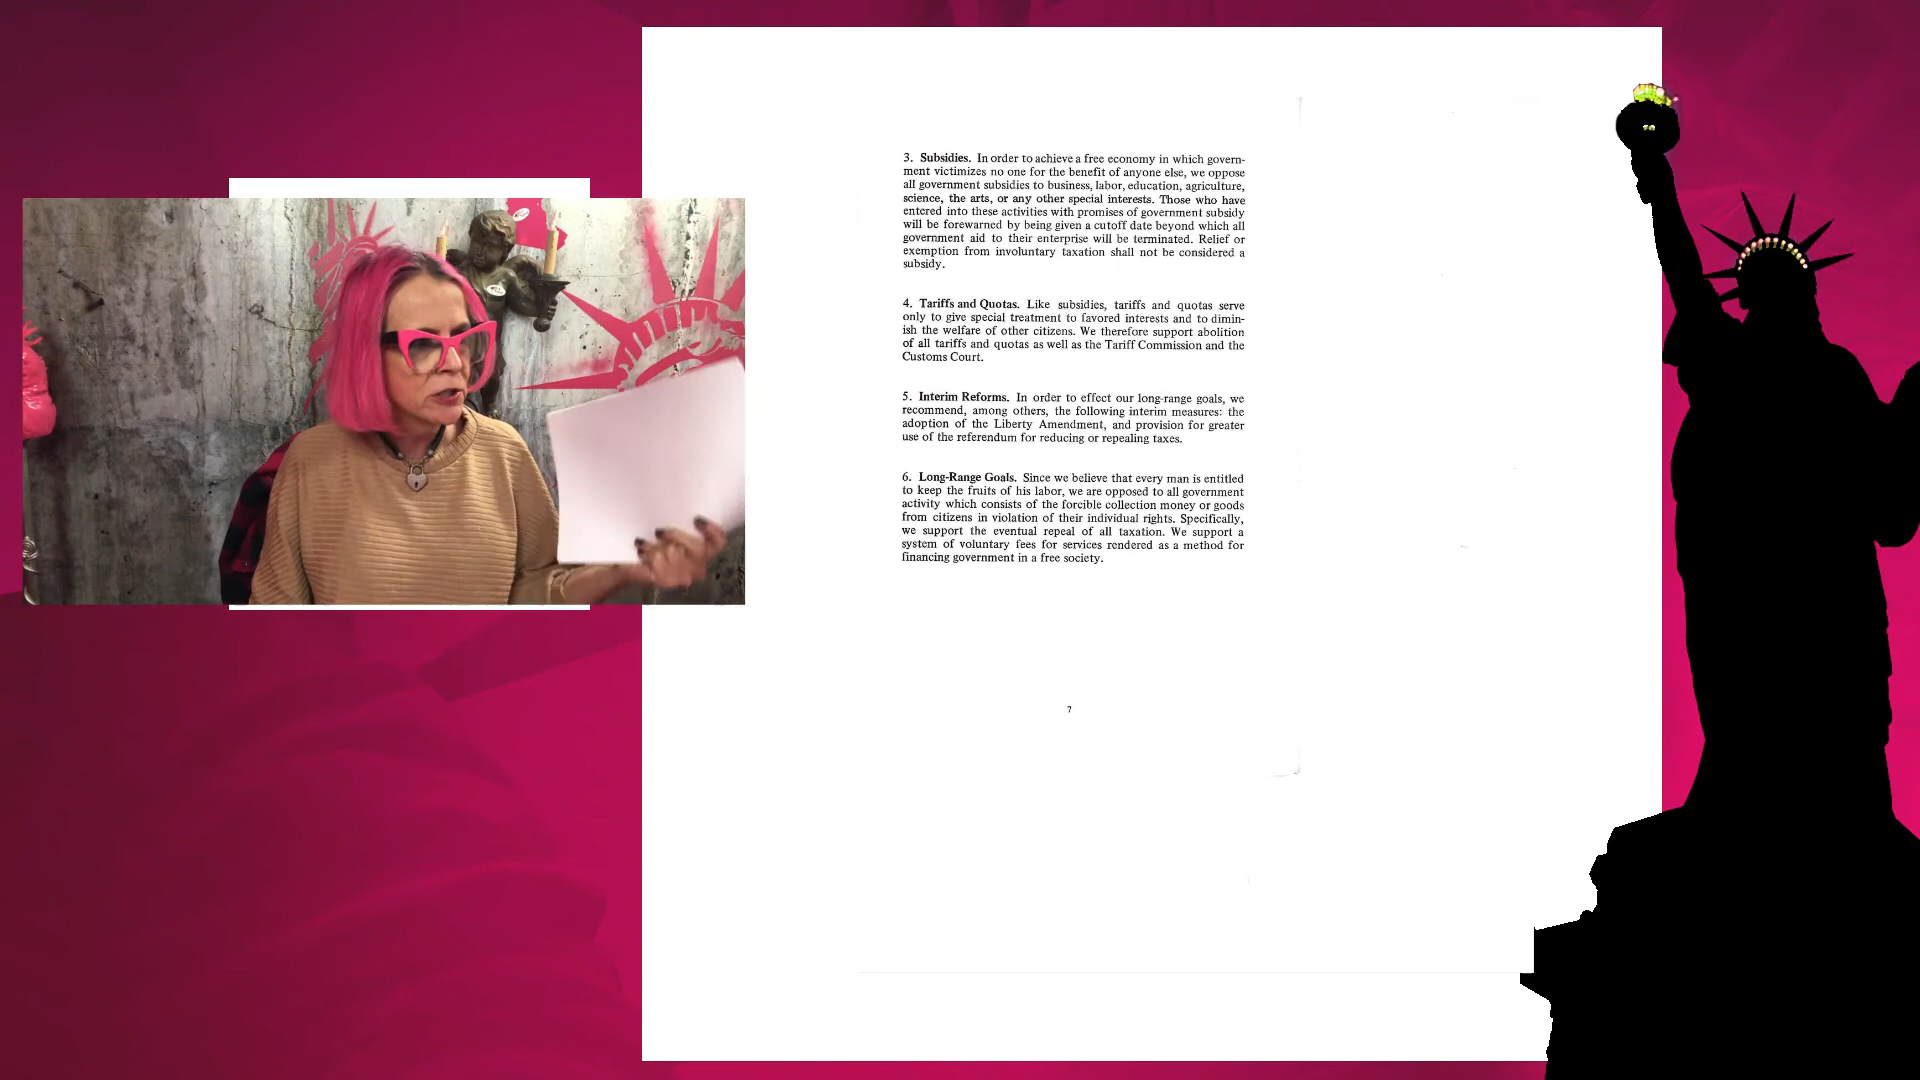 3. Subsidies. In order to achieve a free economy in which govern-
ment victimizes no one for the benefit of anyone else, we oppose
all government subsidies to business, labor, education, agriculture,
science, the arts, or any other special interests. Those who have
entered into these activities with promises of government subsidy
will be forewarned by being given a cutoff date beyond which all
government aid to their enterprise will be terminated. Relief or
exemption from involuntary taxation shall not be considered a
subsidy.
4. Tariffs and Quotas. Like subsidies, tariffs and quotas serve
only to give special treatment to favored interests and to dimin-
ish the welfare of other citizens. We therefore support abolition
of all tariffs and quotas as well as the Tariff Commission and the
Customs Court.
5. Interim Reforms. In order to effect our long-range goals, we
recommend, among others, the following interim measures: the
adoption of the Liberty Amendment, and provision for greater
use of the referendum for reducing or repealing taxes.
6. Long-Range Goals. Since we believe that every man is entitled
to keep the fruits of his labor, we are opposed to all government
activity which consists of the forcible collection money or goods
from citizens in violation of their individual rights. Specifically,
we support the eventual repeal of all taxation. We support a
system of voluntary fees for services rendered as a method for
financing government in a free society.
7